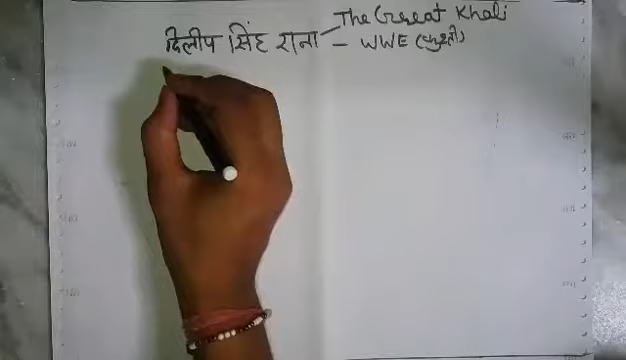 The Great Khali
दिलीप सिंह राना
– WWE (कुश्ती)